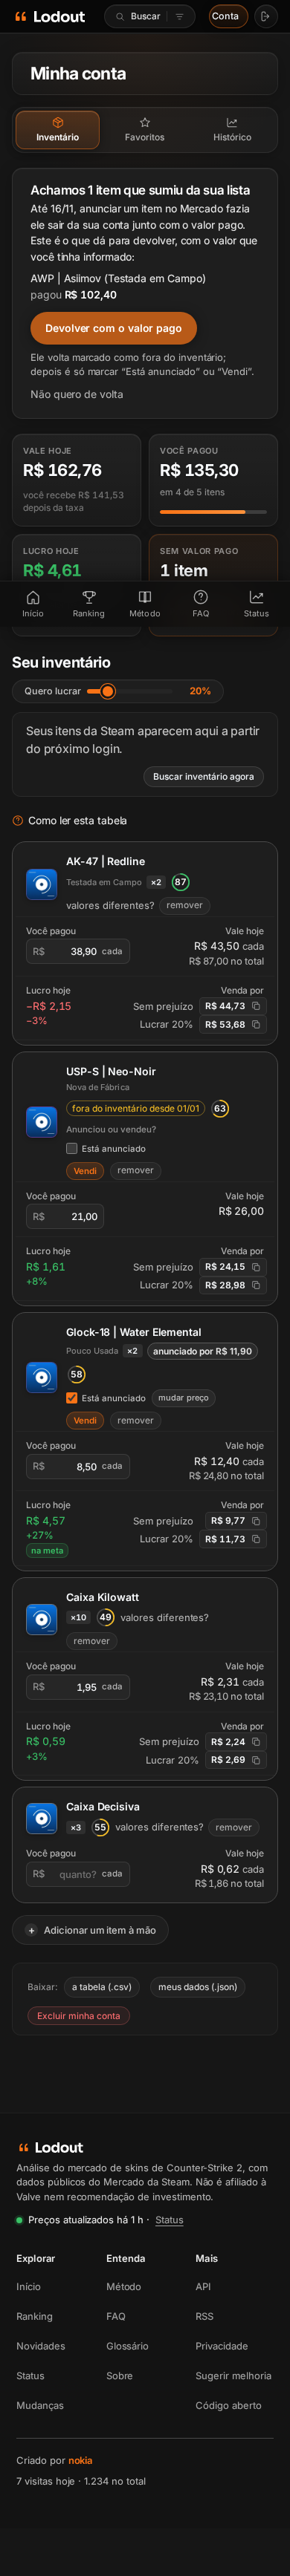 Lodout
Buscar
Conta
Minha conta
Inventário
Favoritos
Histórico
Achamos 1 item que sumiu da sua lista
Até 16/11, anunciar um item no Mercado fazia
ele sair da sua conta junto com o valor pago.
Este é o que dá para devolver, com o valor que
você tinha informado:
AWP | Asiimov (Testada em Campo)
pagou R$ 102,40
Devolver com o valor pago
Ele volta marcado como fora do inventário;
depois é só marcar “Está anunciado” ou “Vendi”.
Não quero de volta
VALE HOJE
R$ 162,76
você recebe R$ 141,53
depois da taxa
VOCÊ PAGOU
R$ 135,30
em 4 de 5 itens
LUCRO HOJE
R$ 4,61
SEM VALOR PAGO
1 item
Início
Ranking
Método
FAQ
Status
Seu inventário
Quero lucrar
20%
Seus itens da Steam aparecem aqui a partir
do próximo login.
Buscar inventário agora
Como ler esta tabela
AK-47 | Redline
Testada em Campo ×2 87
valores diferentes? remover
Você pagou
R$ 38,90 cada
Vale hoje
R$ 43,50 cada
R$ 87,00 no total
Lucro hoje
−R$ 2,15
−3%
Venda por
Sem prejuízo R$ 44,73
Lucrar 20% R$ 53,68
USP-S | Neo-Noir
Nova de Fábrica
fora do inventário desde 01/01 63
Anunciou ou vendeu?
Está anunciado
Vendi remover
Você pagou
R$ 21,00
Vale hoje
R$ 26,00
Lucro hoje
R$ 1,61
+8%
Venda por
Sem prejuízo R$ 24,15
Lucrar 20% R$ 28,98
Glock-18 | Water Elemental
Pouco Usada ×2 anunciado por R$ 11,90
58
Está anunciado mudar preço
Vendi remover
Você pagou
R$ 8,50 cada
Vale hoje
R$ 12,40 cada
R$ 24,80 no total
Lucro hoje
R$ 4,57
+27%
na meta
Venda por
Sem prejuízo R$ 9,77
Lucrar 20% R$ 11,73
Caixa Kilowatt
×10 49 valores diferentes?
remover
Você pagou
R$ 1,95 cada
Vale hoje
R$ 2,31 cada
R$ 23,10 no total
Lucro hoje
R$ 0,59
+3%
Venda por
Sem prejuízo R$ 2,24
Lucrar 20% R$ 2,69
Caixa Decisiva
×3 55 valores diferentes? remover
Você pagou
R$ quanto? cada
Vale hoje
R$ 0,62 cada
R$ 1,86 no total
+ Adicionar um item à mão
Baixar: a tabela (.csv) meus dados (.json)
Excluir minha conta
Lodout
Análise do mercado de skins de Counter-Strike 2, com
dados públicos do Mercado da Steam. Não é afiliado à
Valve nem recomendação de investimento.
Preços atualizados há 1 h · Status
Explorar
Início
Ranking
Novidades
Status
Mudanças
Entenda
Método
FAQ
Glossário
Sobre
Mais
API
RSS
Privacidade
Sugerir melhoria
Código aberto
Criado por nokia
7 visitas hoje · 1.234 no total